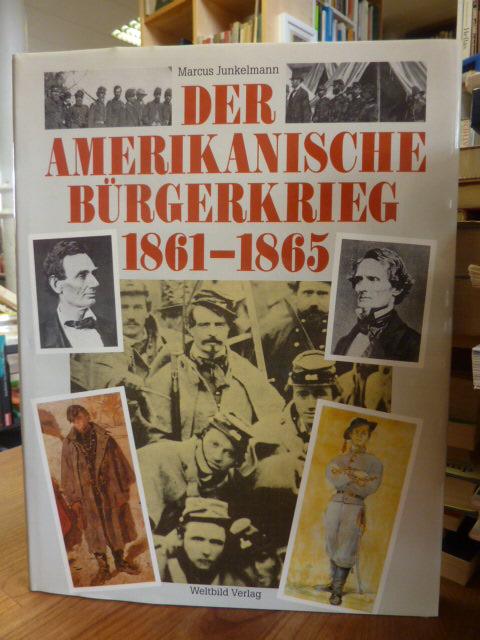 Marcus Junkelmann
DER
AMERIKANISCHE
BÜRGERKRIEG
1861–1865
Weltbild Verlag